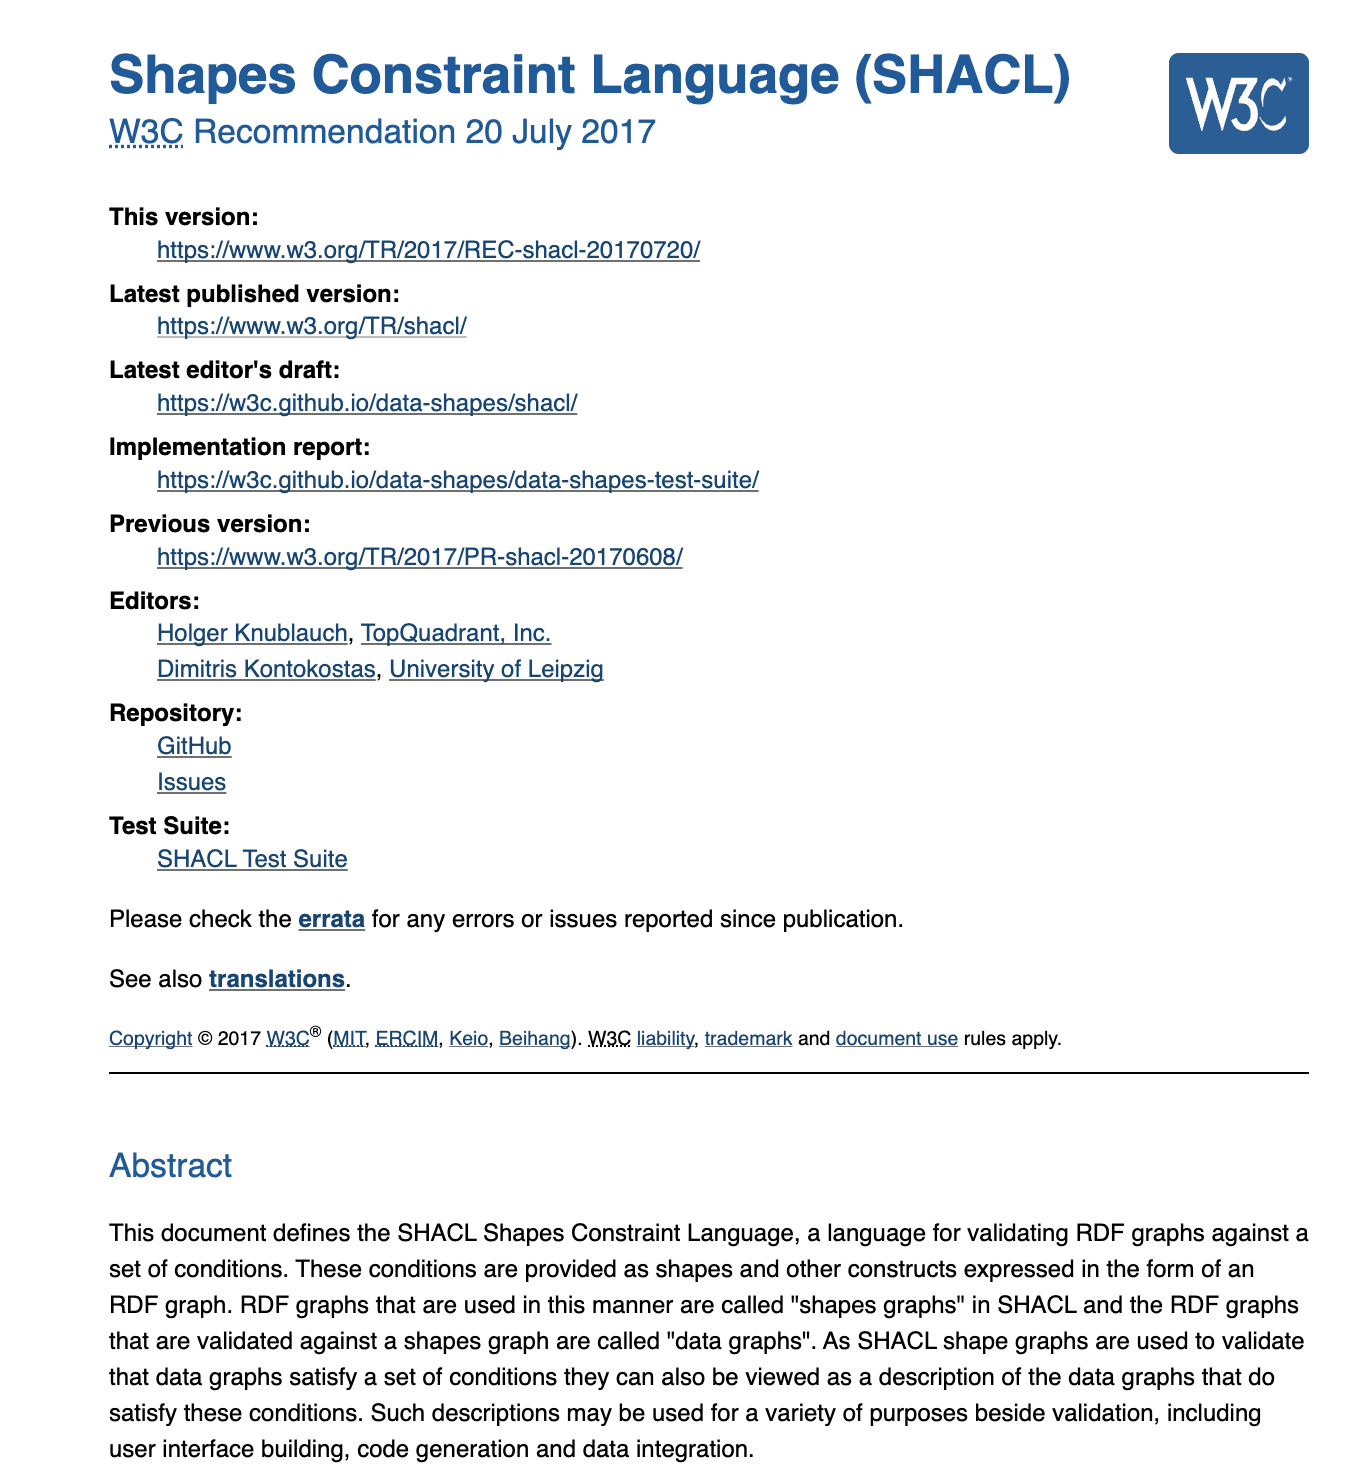 Shapes Constraint Language (SHACL)
W3C
W3C Recommendation 20 July 2017
This version:
https://www.w3.org/TR/2017/REC-shacl-20170720/
Latest published version:
https://www.w3.org/TR/shacl/
Latest editor's draft:
https://w3c.github.io/data-shapes/shacl/
Implementation report:
https://w3c.github.io/data-shapes/data-shapes-test-suite/
Previous version:
https://www.w3.org/TR/2017/PR-shacl-20170608/
Editors:
Holger Knublauch, TopQuadrant, Inc.
Dimitris Kontokostas, University of Leipzig
Repository:
GitHub
Issues
Test Suite:
SHACL Test Suite
Please check the errata for any errors or issues reported since publication.
See also translations.
Copyright © 2017 W3C® (MIT, ERCIM, Keio, Beihang). W3C liability, trademark and document use rules apply.
Abstract
This document defines the SHACL Shapes Constraint Language, a language for validating RDF graphs against a
set of conditions. These conditions are provided as shapes and other constructs expressed in the form of an
RDF graph. RDF graphs that are used in this manner are called "shapes graphs" in SHACL and the RDF graphs
that are validated against a shapes graph are called "data graphs". As SHACL shape graphs are used to validate
that data graphs satisfy a set of conditions they can also be viewed as a description of the data graphs that do
satisfy these conditions. Such descriptions may be used for a variety of purposes beside validation, including
user interface building, code generation and data integration.